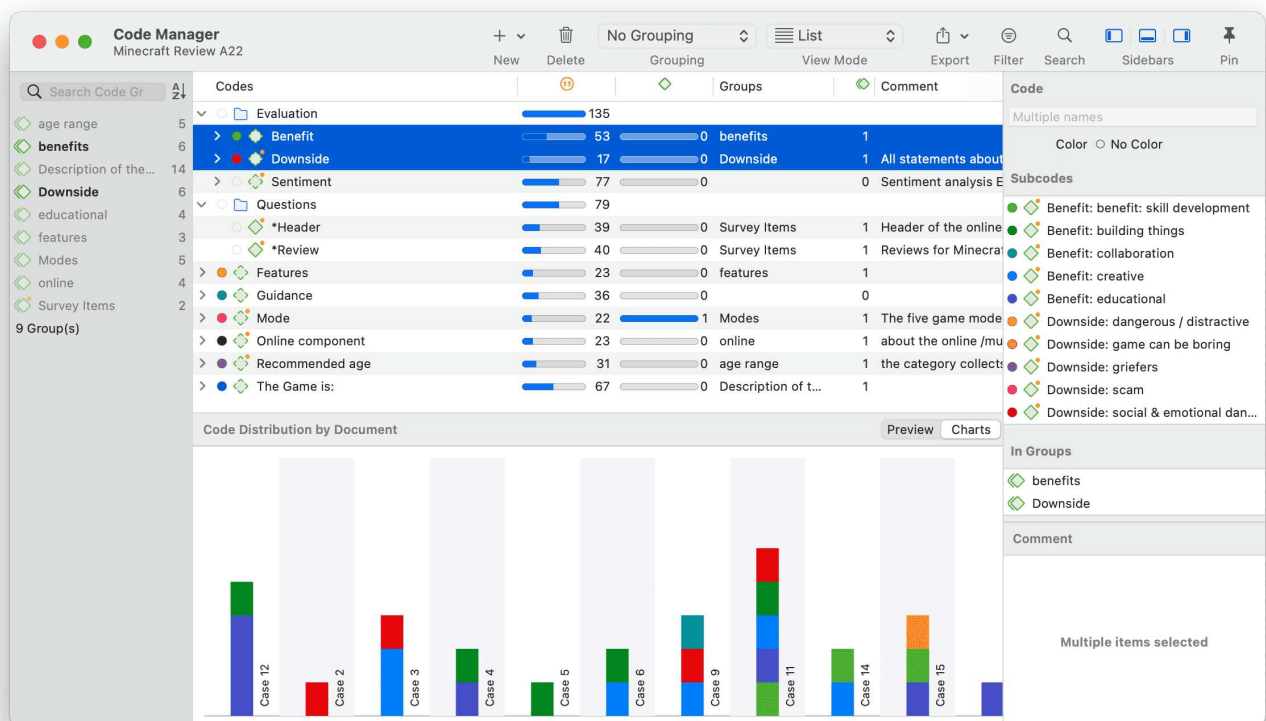 Code Manager
Minecraft Review A22
New
Delete
No Grouping
Grouping
List
View Mode
Export
Filter
Search
Sidebars
Pin
Search Code Gr
age range 5
benefits 6
Description of the... 14
Downside 6
educational 4
features 3
Modes 5
online 4
Survey Items 2
9 Group(s)
Codes Groups Comment
Evaluation 135
Benefit 53 0 benefits 1
Downside 17 0 Downside 1 All statements about
Sentiment 77 0 0 Sentiment analysis E
Questions 79
*Header 39 0 Survey Items 1 Header of the online
*Review 40 0 Survey Items 1 Reviews for Minecra
Features 23 0 features 1
Guidance 36 0 0
Mode 22 1 Modes 1 The five game mode
Online component 23 0 online 1 about the online /mu
Recommended age 31 0 age range 1 the category collects
The Game is: 67 0 Description of t... 1
Code Distribution by Document
Preview Charts
Case 12
Case 2
Case 3
Case 4
Case 5
Case 6
Case 9
Case 11
Case 14
Case 15
Code
Multiple names
Color No Color
Subcodes
Benefit: benefit: skill development
Benefit: building things
Benefit: collaboration
Benefit: creative
Benefit: educational
Downside: dangerous / distractive
Downside: game can be boring
Downside: griefers
Downside: scam
Downside: social & emotional dan...
In Groups
benefits
Downside
Comment
Multiple items selected